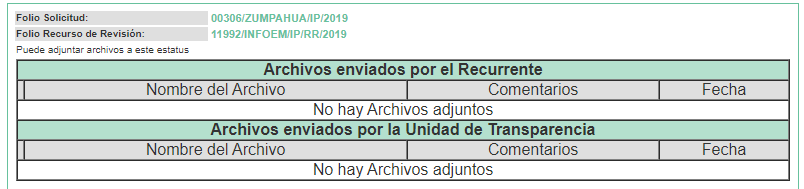 Folio Solicitud: 00306/ZUMPAHUA/IP/2019
Folio Recurso de Revisión: 11992/INFOEM/IP/RR/2019
Puede adjuntar archivos a este estatus
Archivos enviados por el Recurrente
Nombre del Archivo Comentarios Fecha
No hay Archivos adjuntos
Archivos enviados por la Unidad de Transparencia
Nombre del Archivo Comentarios Fecha
No hay Archivos adjuntos